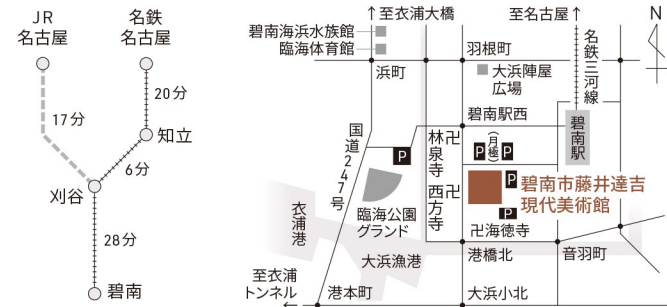 JR
名古屋
名鉄
名古屋
20分
17分
知立
6分
刈谷
28分
碧南
↑至衣浦大橋
至名古屋↑
N
碧南海浜水族館
臨海体育館
浜町
羽根町
大浜陣屋
広場
名鉄三河線
碧南駅西
碧南駅
国道247号
P
林泉寺
卍
(月極)
P
P
西方寺
卍
P
碧南市藤井達吉
現代美術館
P
衣浦港
臨海公園
グランド
卍海徳寺
大浜漁港
港橋北
音羽町
至衣浦
トンネル
港本町
大浜小北